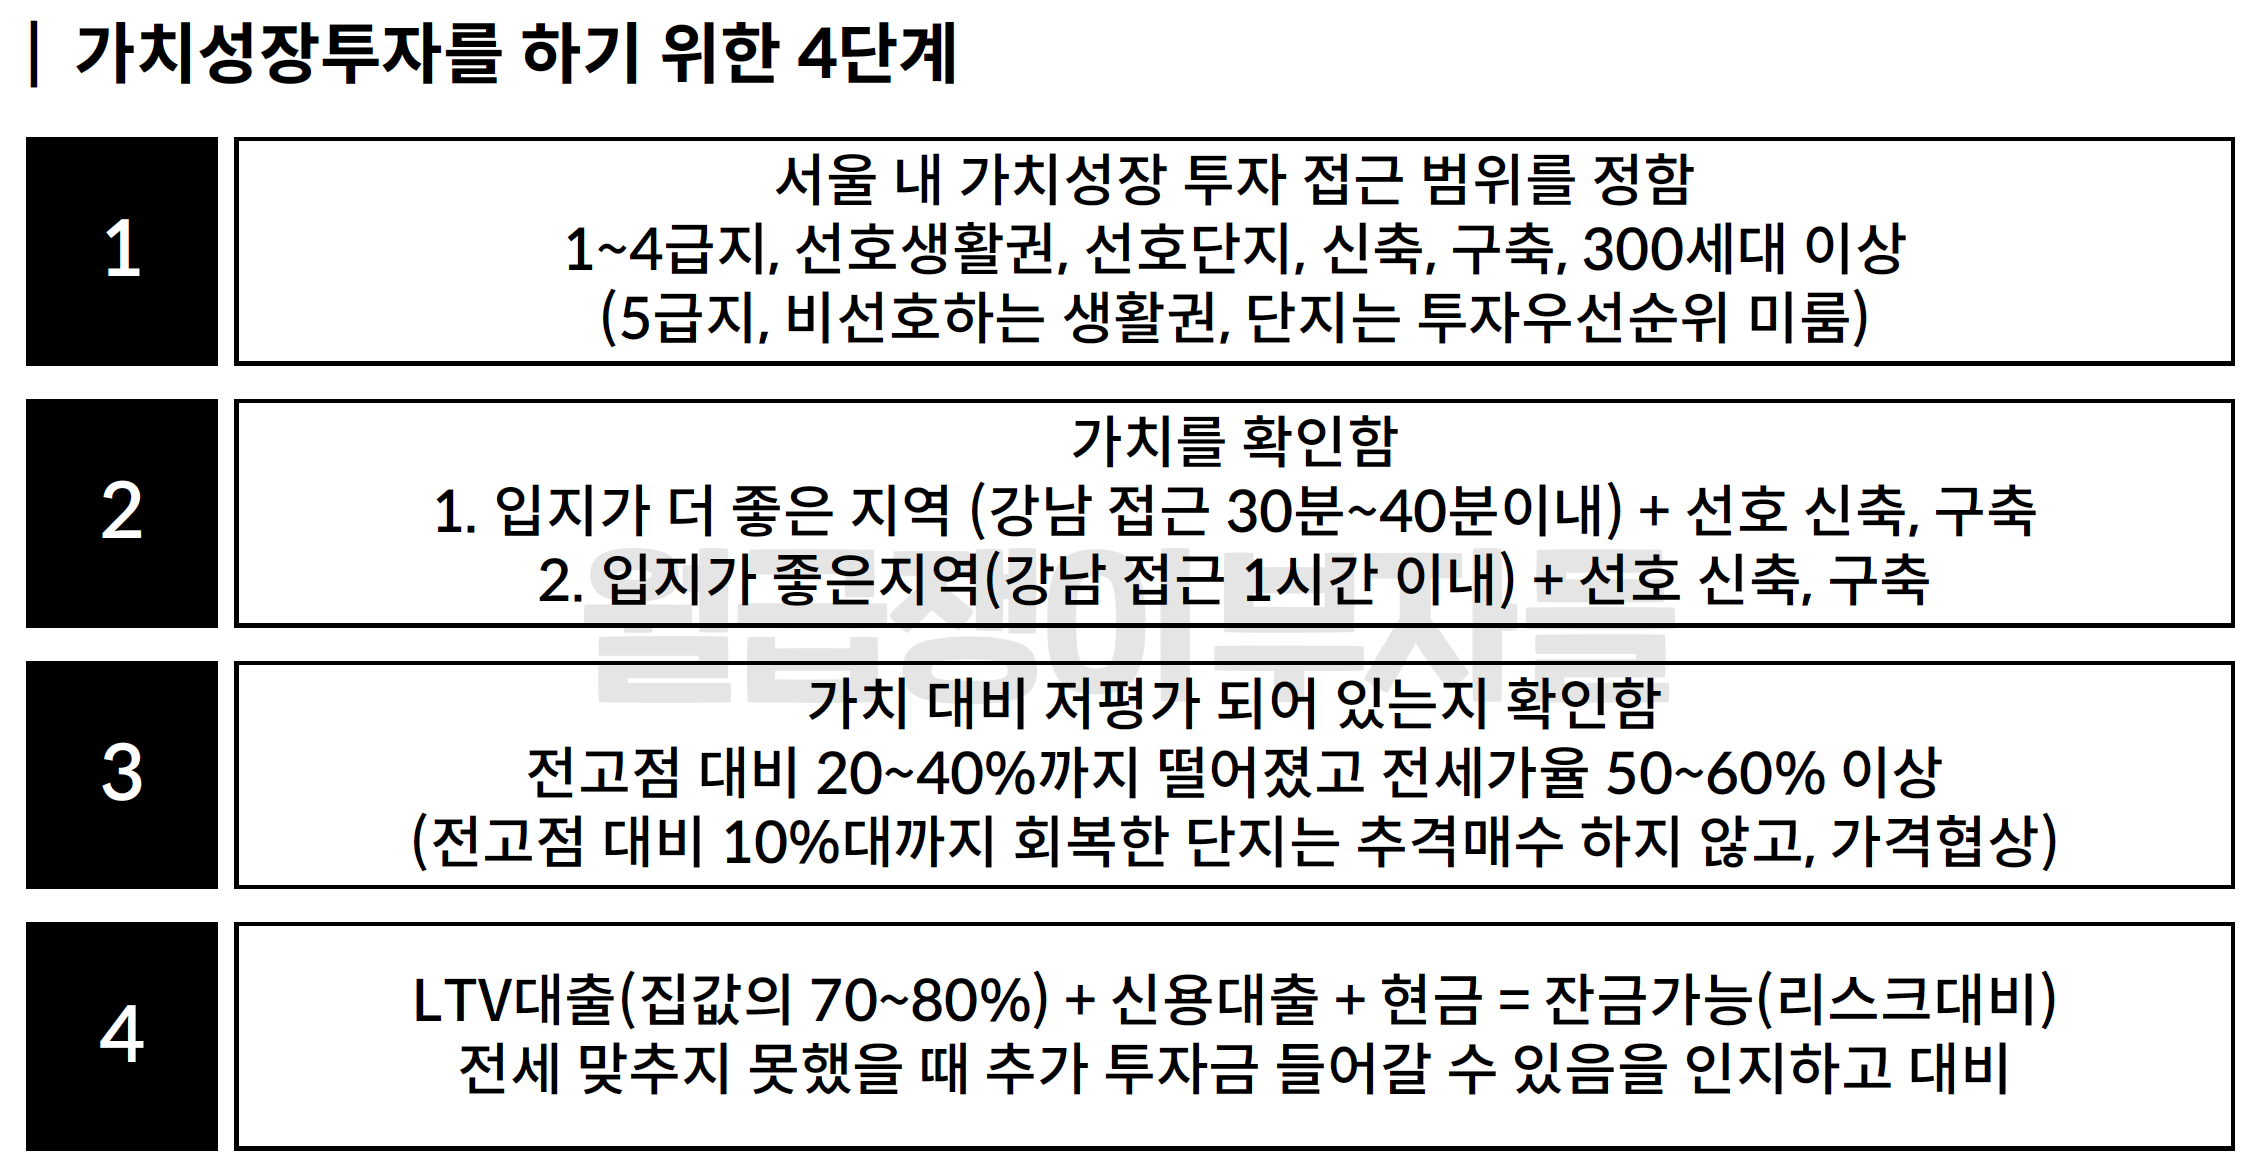 | 가치성장투자를 하기 위한 4단계
1
서울 내 가치성장 투자 접근 범위를 정함
1~4급지, 선호생활권, 선호단지, 신축, 구축, 300세대 이상
(5급지, 비선호하는 생활권, 단지는 투자우선순위 미룸)
2
가치를 확인함
1. 입지가 더 좋은 지역 (강남 접근 30분~40분이내) + 선호 신축, 구축
2. 입지가 좋은지역(강남 접근 1시간 이내) + 선호 신축, 구축
월급쟁이부자들
3
가치 대비 저평가 되어 있는지 확인함
전고점 대비 20~40%까지 떨어졌고 전세가율 50~60% 이상
(전고점 대비 10%대까지 회복한 단지는 추격매수 하지 않고, 가격협상)
4
LTV대출(집값의 70~80%) + 신용대출 + 현금 = 잔금가능(리스크대비)
전세 맞추지 못했을 때 추가 투자금 들어갈 수 있음을 인지하고 대비